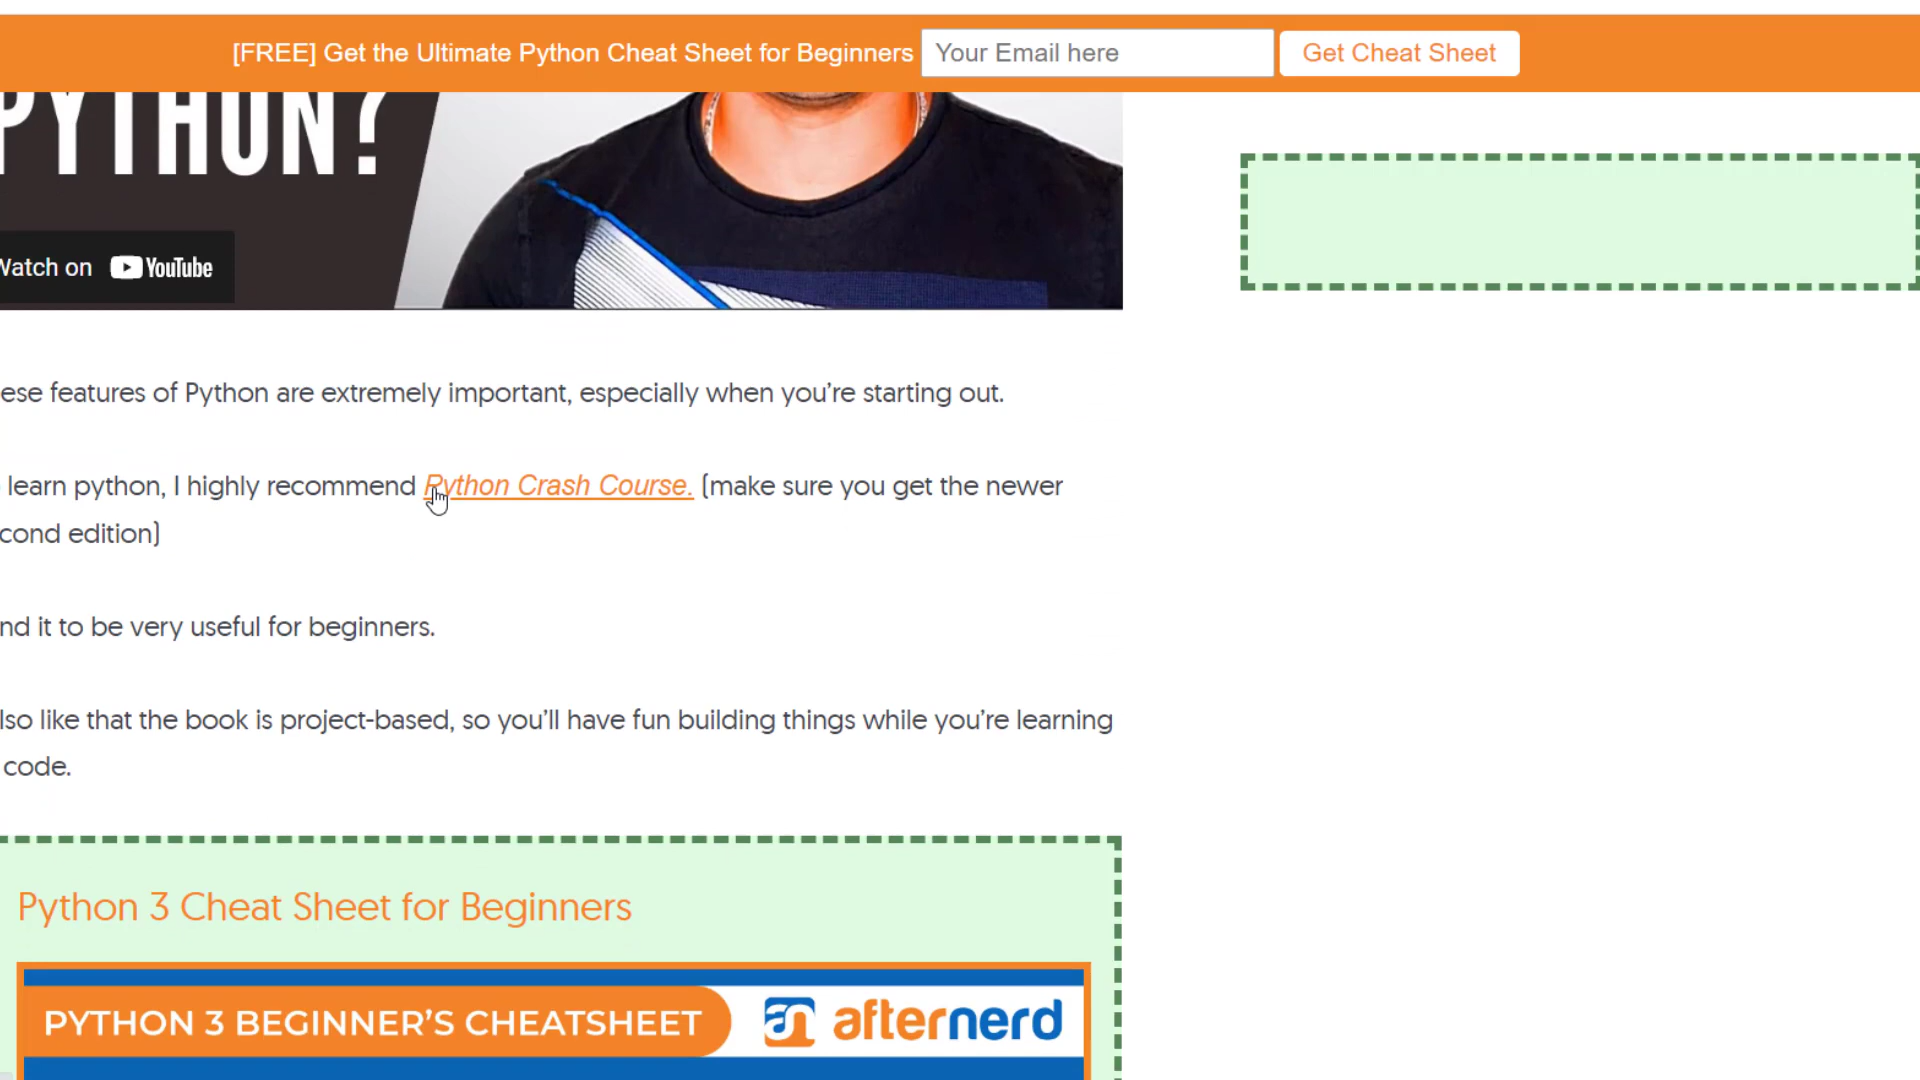 [FREE] Get the Ultimate Python Cheat Sheet for Beginners Your Email here Get Cheat Sheet
PYTHON?
Watch on YouTube
ese features of Python are extremely important, especially when you’re starting out.
learn python, I highly recommend Python Crash Course. (make sure you get the newer
cond edition)
nd it to be very useful for beginners.
lso like that the book is project-based, so you’ll have fun building things while you’re learning
code.
Python 3 Cheat Sheet for Beginners
PYTHON 3 BEGINNER’S CHEATSHEET an afternerd